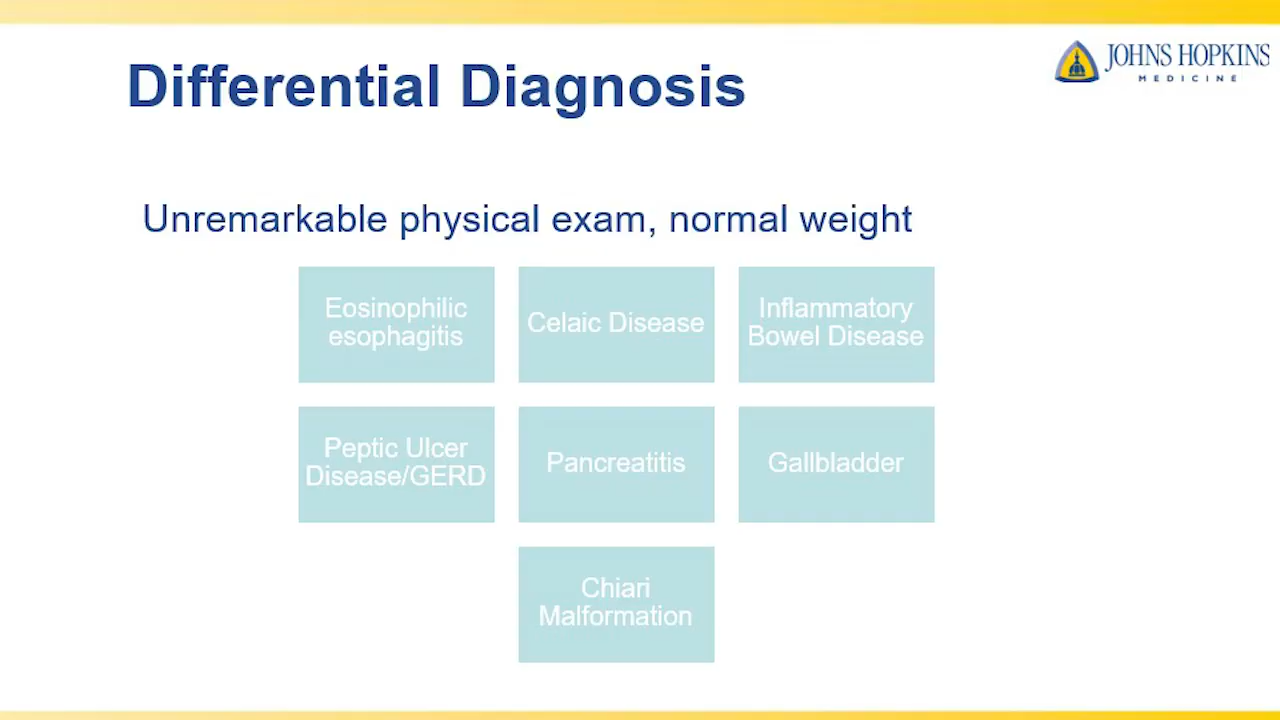 JOHNS HOPKINS
MEDICINE
Differential Diagnosis
Unremarkable physical exam, normal weight
Eosinophilic
esophagitis
Celaic Disease
Inflammatory
Bowel Disease
Peptic Ulcer
Disease/GERD
Pancreatitis
Gallbladder
Chiari
Malformation